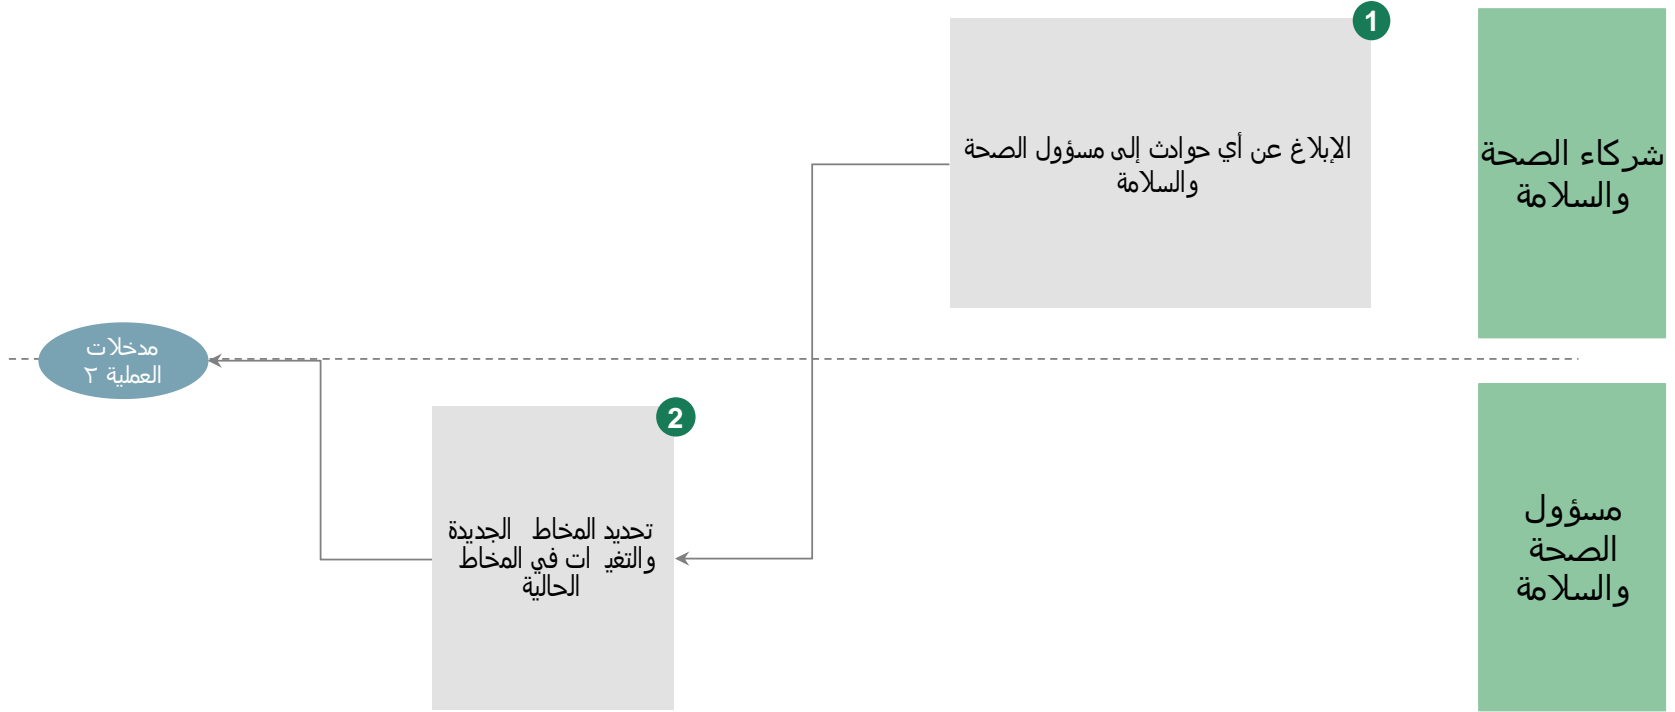 1
شركاء الصحة
والسلامة
الإبلاغ عن أي حوادث إلى مسؤول الصحة
والسلامة
مدخلات
العملية ٢
2
مسؤول
الصحة
والسلامة
تحديد المخاط الجديدة
والتغي ات في المخاط
الحالية